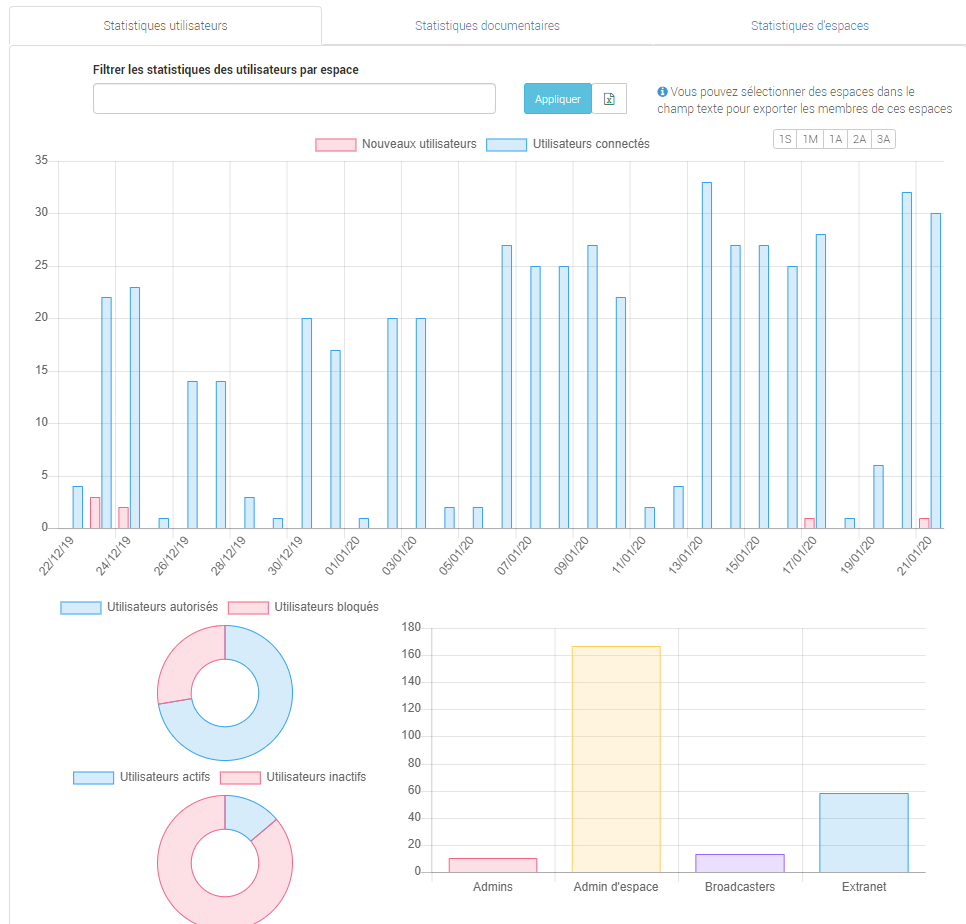 Statistiques utilisateurs
Statistiques documentaires
Statistiques d'espaces
Filtrer les statistiques des utilisateurs par espace
Appliquer
Vous pouvez sélectionner des espaces dans le
champ texte pour exporter les membres de ces espaces
Nouveaux utilisateurs
Utilisateurs connectés
1S 1M 1A 2A 3A
35
30
25
20
15
10
5
0
22/12/19
24/12/19
26/12/19
28/12/19
30/12/19
01/01/20
03/01/20
05/01/20
07/01/20
09/01/20
11/01/20
13/01/20
15/01/20
17/01/20
19/01/20
21/01/20
Utilisateurs autorisés
Utilisateurs bloqués
Utilisateurs actifs
Utilisateurs inactifs
180
160
140
120
100
80
60
40
20
0
Admins
Admin d'espace
Broadcasters
Extranet